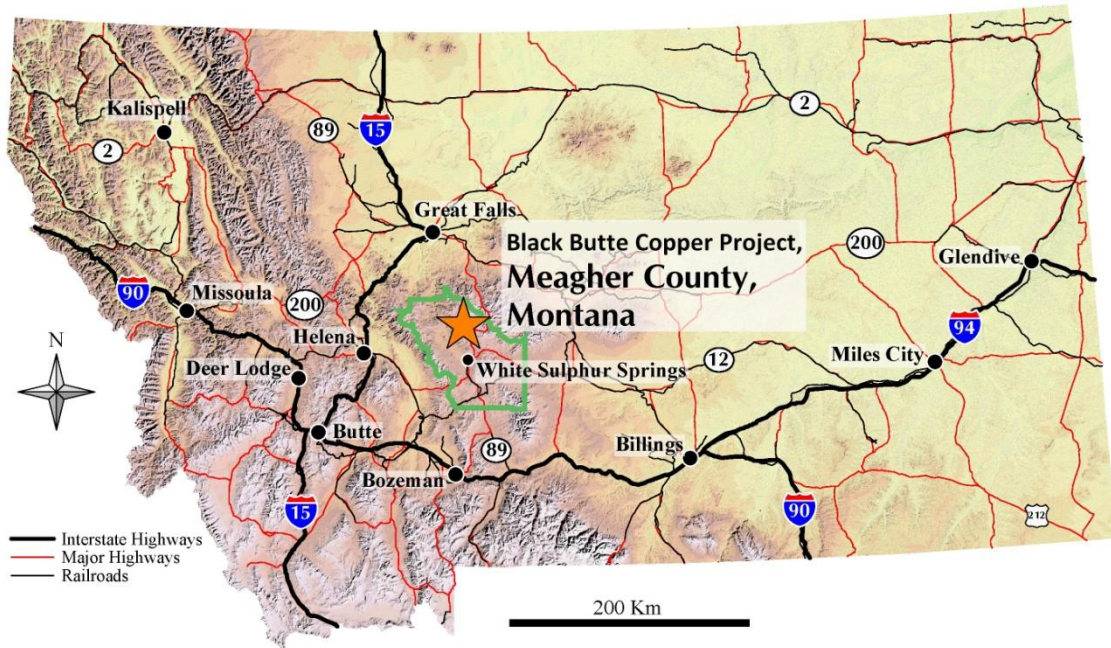 Kalispell
2
89
15
2
Great Falls
Black Butte Copper Project,
Meagher County,
Montana
200
Glendive
90
Missoula
200
Helena
94
N
Deer Lodge
White Sulphur Springs
12
Miles City
Butte
89
Billings
Bozeman
15
90
212
Interstate Highways
Major Highways
Railroads
200 Km